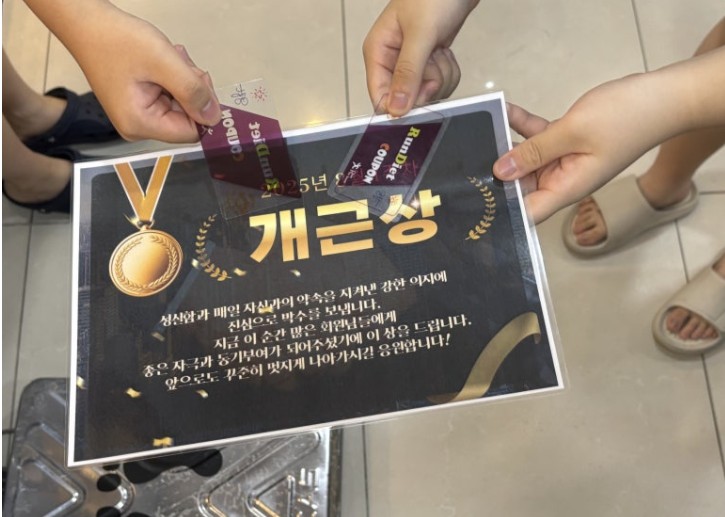 RunDiet
COUPON
RunDiet
COUPON
2025년
개근상
성실함과 매일 자신과의 약속을 지켜낸 강한 의지에
진심으로 박수를 보냅니다.
지금 이 순간 많은 회원님들에게
좋은 자극과 동기부여가 되어주셨기에 이 상을 드립니다.
앞으로도 꾸준히 멋지게 나아가시길 응원합니다!